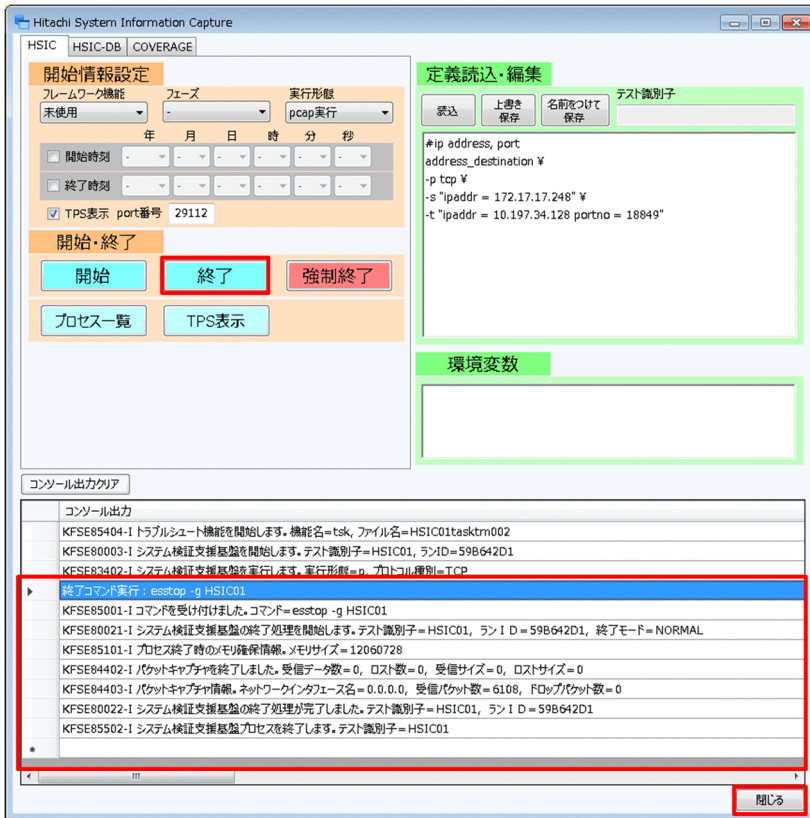 Hitachi System Information Capture
HSIC HSIC-DB COVERAGE
開始情報設定
フレームワーク機能 フェーズ 実行形態
未使用 - pcap実行
年 月 日 時 分 秒
開始時刻 - - - - - -
終了時刻 - - - - - -
TPS表示 port番号 29112
開始・終了
開始 終了 強制終了
プロセス一覧 TPS表示
定義読込・編集
読込 上書き保存 名前をつけて保存 テスト識別子
#ip address, port
address_destination ¥
-p tcp ¥
-s "ipaddr = 172.17.17.248" ¥
-t "ipaddr = 10.197.34.128 portno = 18849"
環境変数
コンソール出力クリア
コンソール出力
KFSE85404-I トラブルシュート機能を開始します。機能名=tsk, ファイル名=HSIC01tasktm002
KFSE80003-I システム検証支援基盤を開始します。テスト識別子=HSIC01, ランID=59B642D1
KFSE83402-I システム検証支援基盤を実行します。実行形態=p, プロトコル種別=TCP
終了コマンド実行 : esstop -g HSIC01
KFSE85001-I コマンドを受け付けました。コマンド=esstop -g HSIC01
KFSE80021-I システム検証支援基盤の終了処理を開始します。テスト識別子=HSIC01, ランＩＤ=59B642D1, 終了モード=NORMAL
KFSE85101-I プロセス終了時のメモリ確保情報。メモリサイズ=12060728
KFSE84402-I パケットキャプチャを終了しました。受信データ数=0, ロスト数=0, 受信サイズ=0, ロストサイズ=0
KFSE84403-I パケットキャプチャ情報。ネットワークインタフェース名=0.0.0.0, 受信パケット数=6108, ドロップパケット数=0
KFSE80022-I システム検証支援基盤の終了処理が完了しました。テスト識別子=HSIC01, ランＩＤ=59B642D1
KFSE85502-I システム検証支援基盤プロセスを終了します。テスト識別子=HSIC01
閉じる